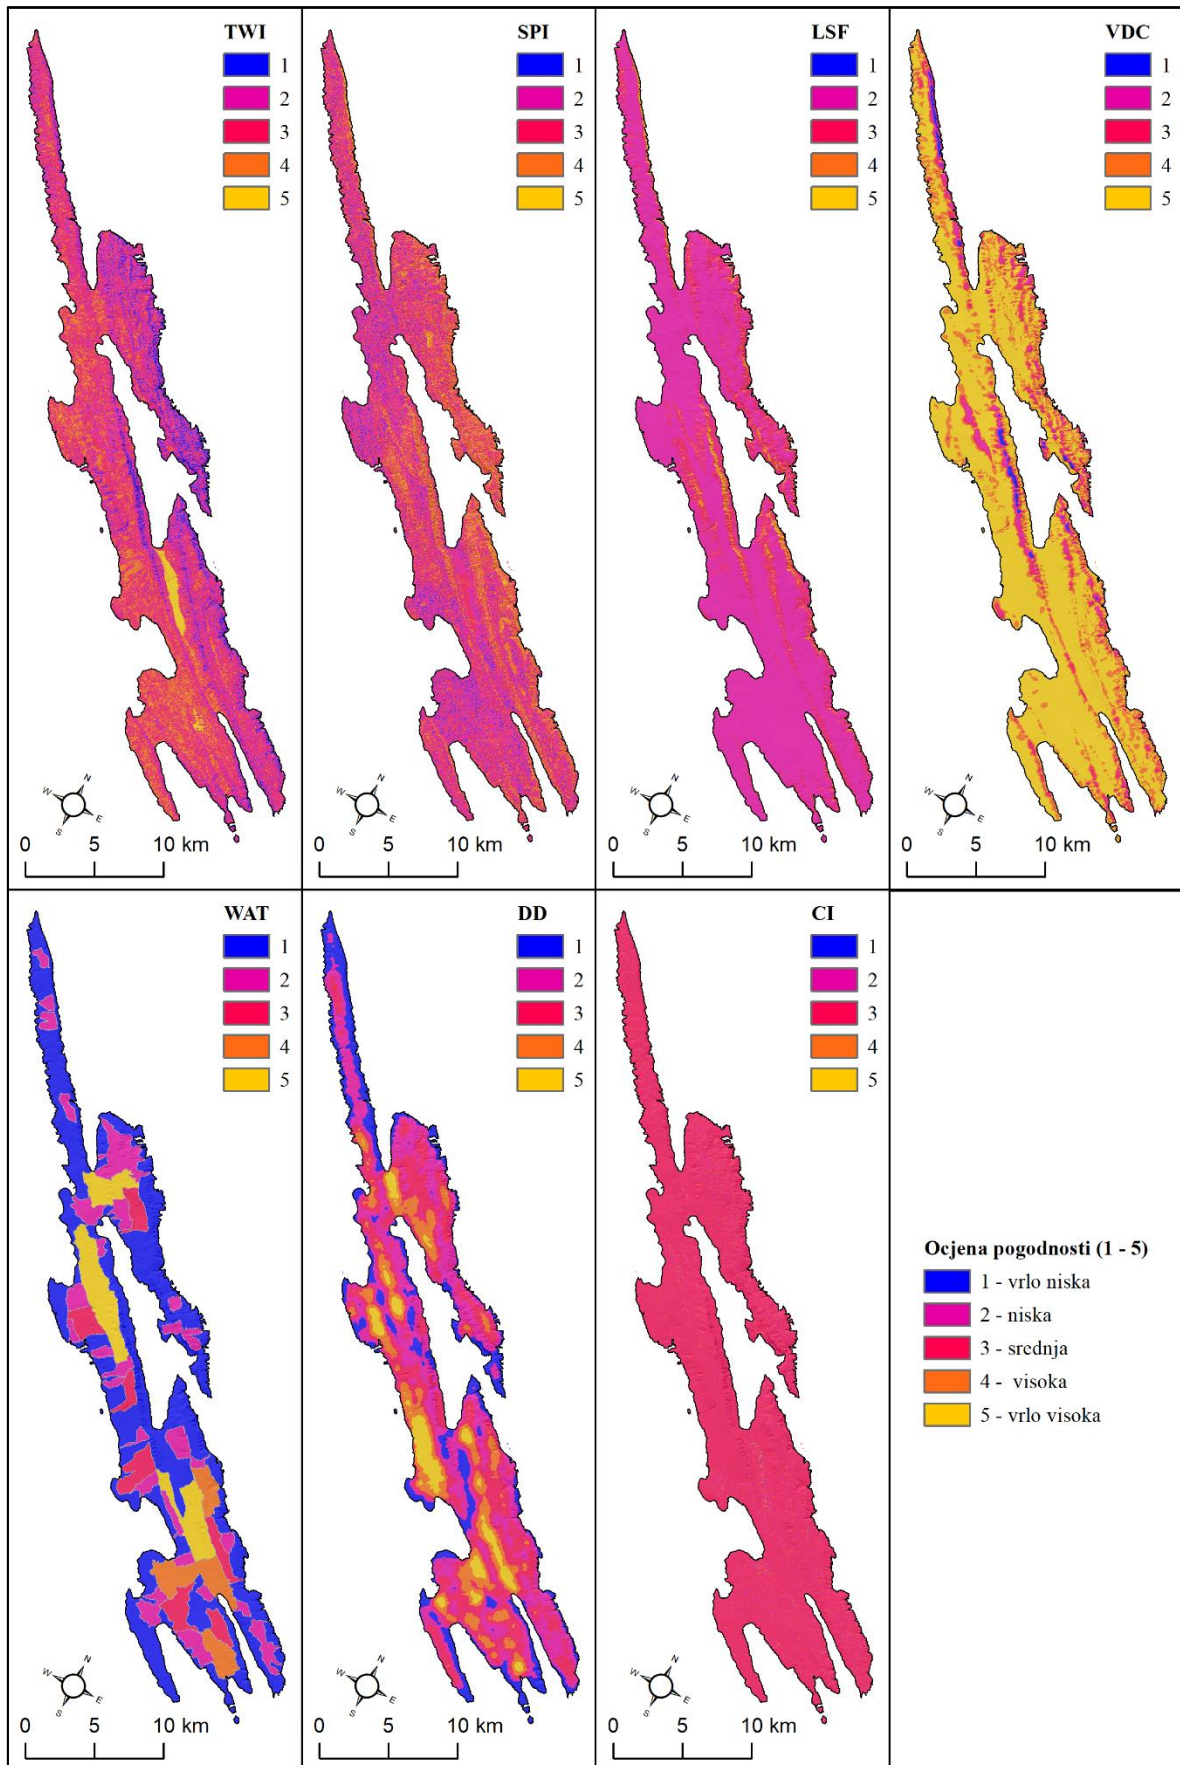 TWI
1
2
3
4
5
N
W
E
S
0 5 10 km
SPI
1
2
3
4
5
N
W
E
S
0 5 10 km
LSF
1
2
3
4
5
N
W
E
S
0 5 10 km
VDC
1
2
3
4
5
N
W
E
S
0 5 10 km
WAT
1
2
3
4
5
N
W
E
S
0 5 10 km
DD
1
2
3
4
5
N
W
E
S
0 5 10 km
CI
1
2
3
4
5
N
W
E
S
0 5 10 km
Ocjena pogodnosti (1 - 5)
1 - vrlo niska
2 - niska
3 - srednja
4 - visoka
5 - vrlo visoka